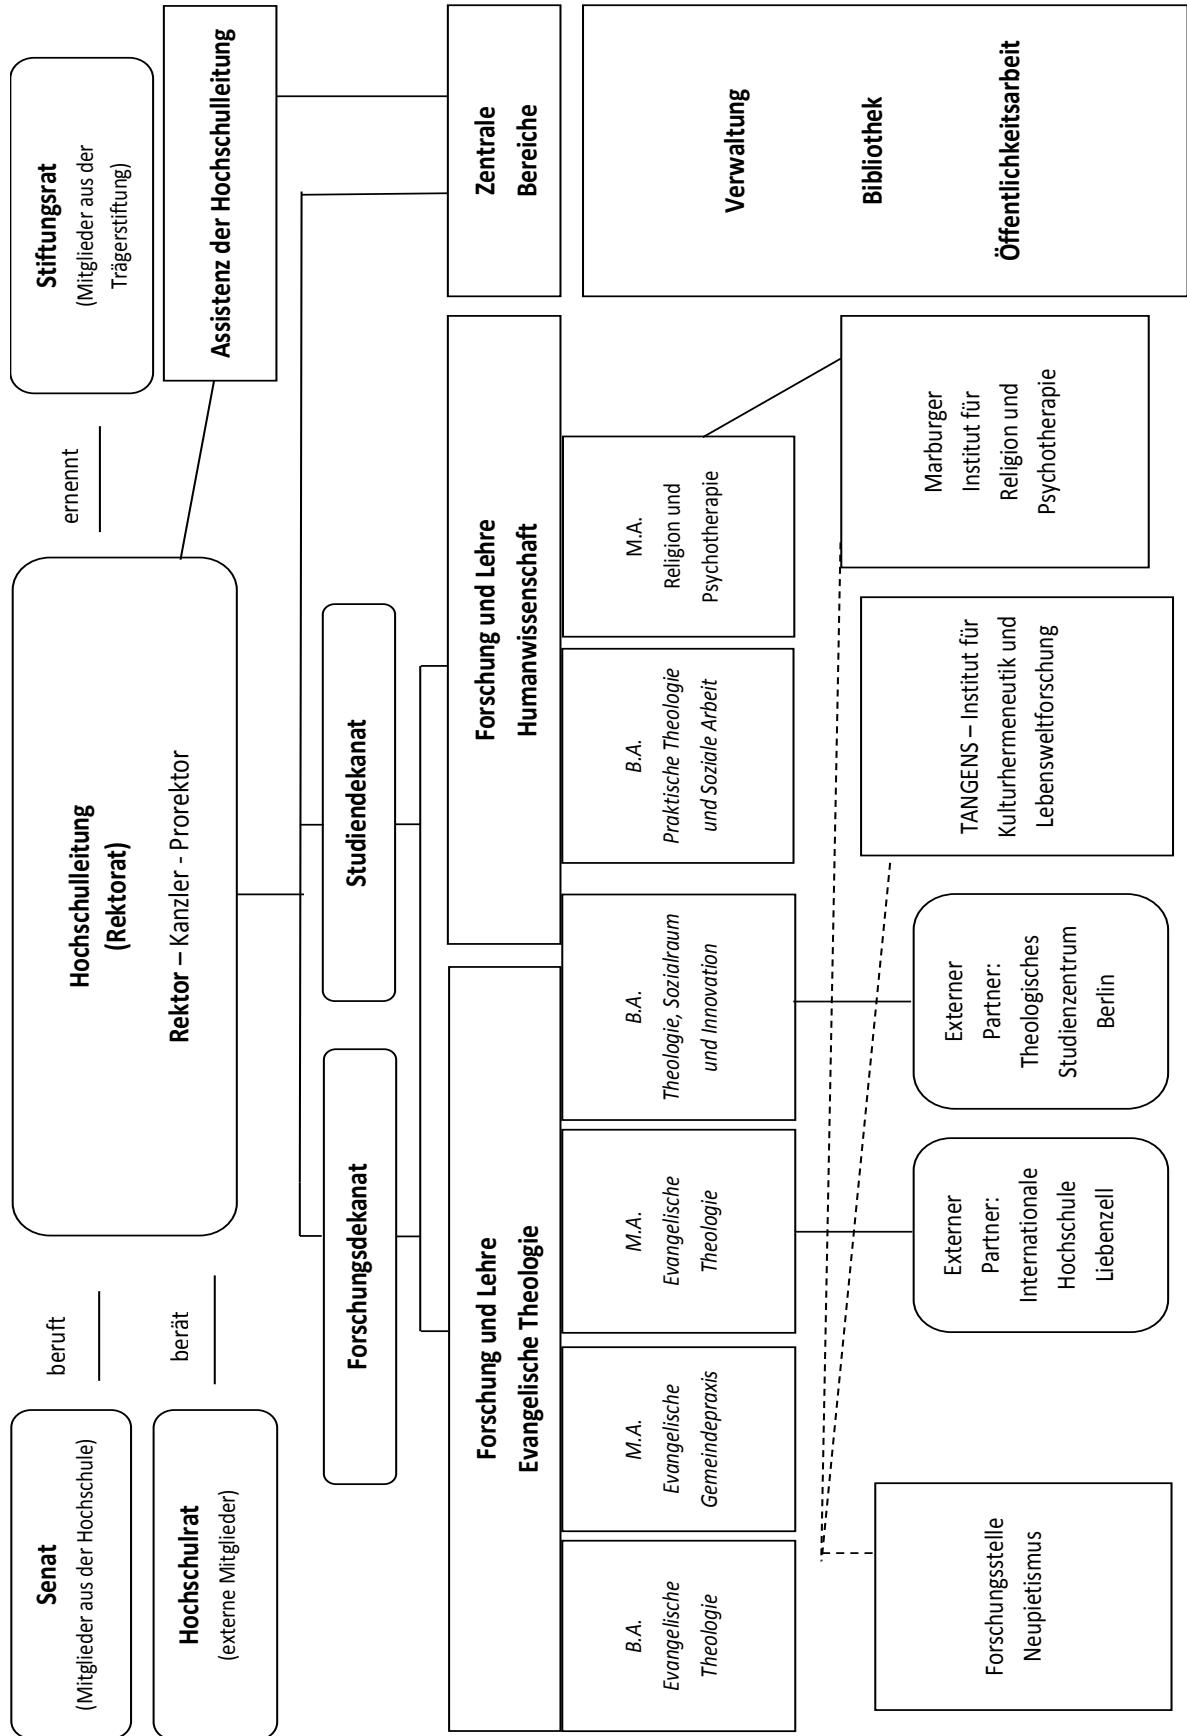 Senat
(Mitglieder aus der Hochschule)
beruft
Hochschulrat
(externe Mitglieder)
berät
Hochschulleitung
(Rektorat)
Rektor – Kanzler - Prorektor
ernennt
Stiftungsrat
(Mitglieder aus der
Trägerstiftung)
Assistenz der Hochschulleitung
Forschungsdekanat
Studiendekanat
Forschung und Lehre
Evangelische Theologie
Forschung und Lehre
Humanwissenschaft
Zentrale
Bereiche
B.A.
Evangelische
Theologie
M.A.
Evangelische
Gemeindepraxis
M.A.
Evangelische
Theologie
B.A.
Theologie, Sozialraum
und Innovation
B.A.
Praktische Theologie
und Soziale Arbeit
M.A.
Religion und
Psychotherapie
Verwaltung
Bibliothek
Öffentlichkeitsarbeit
Forschungsstelle
Neupietismus
Externer
Partner:
Internationale
Hochschule
Liebenzell
Externer
Partner:
Theologisches
Studienzentrum
Berlin
TANGENS – Institut für
Kulturhermeneutik und
Lebensweltforschung
Marburger
Institut für
Religion und
Psychotherapie